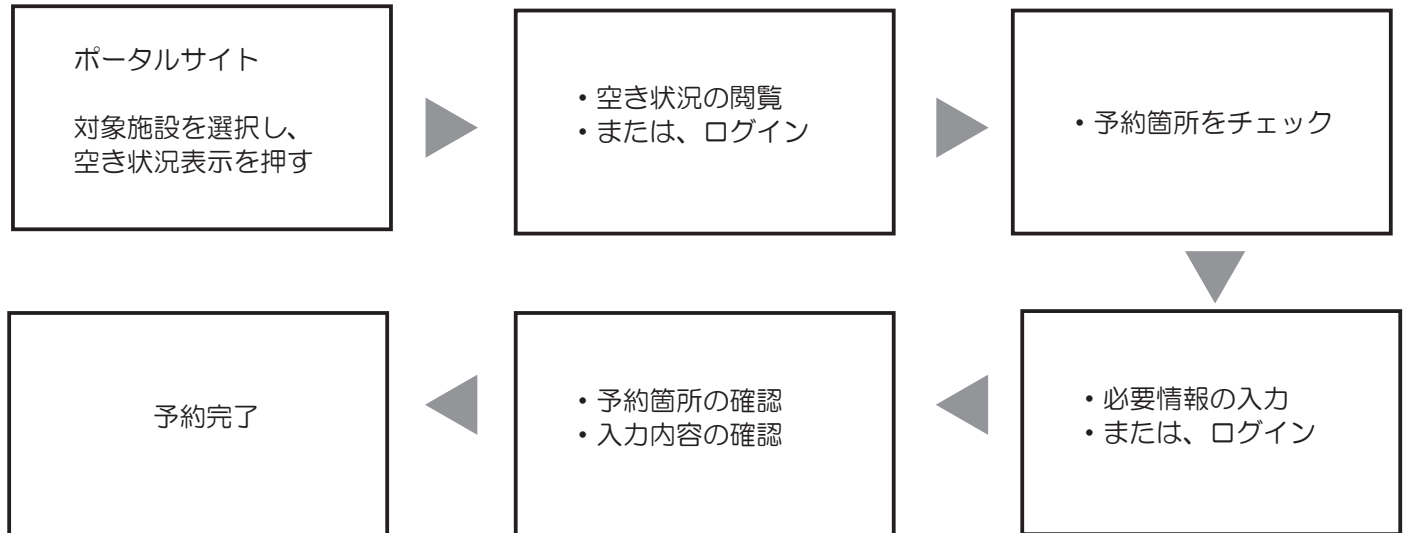 ポータルサイト
対象施設を選択し、
空き状況表示を押す
・空き状況の閲覧
・または、ログイン
・予約箇所をチェック
・必要情報の入力
・または、ログイン
・予約箇所の確認
・入力内容の確認
予約完了